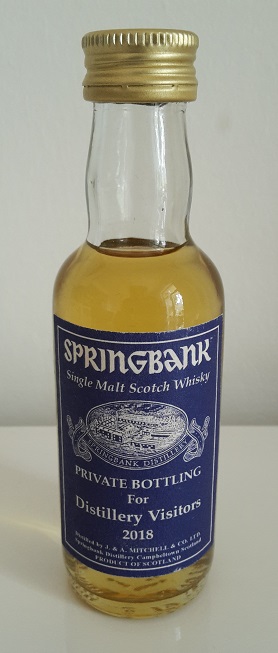 SPRINGBANK
Single Malt Scotch Whisky
SPRINGBANK DISTILLERY
PRIVATE BOTTLING
For
Distillery Visitors
2018
Distilled by J. & A. MITCHELL & CO. LTD.
Springbank Distillery Campbeltown Scotland
PRODUCT OF SCOTLAND